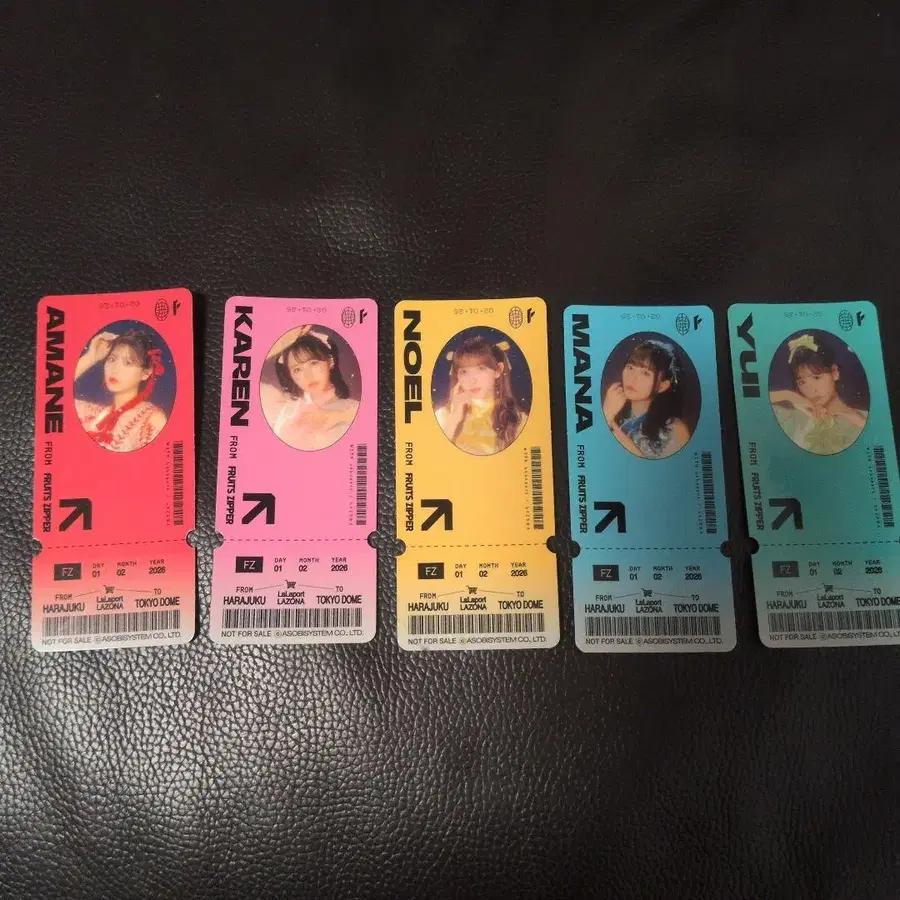 AMANE
FROM FRUITS ZIPPER
FZ
DAY MONTH YEAR
01 02 2026
FROM TO
HARAJUKU LaLaport LAZONA TOKYO DOME
NOT FOR SALE ©ASOBISYSTEM CO., LTD.
KAREN
FROM FRUITS ZIPPER
FZ
DAY MONTH YEAR
01 02 2026
FROM TO
HARAJUKU LaLaport LAZONA TOKYO DOME
NOT FOR SALE ©ASOBISYSTEM CO., LTD.
NOEL
FROM FRUITS ZIPPER
FZ
DAY MONTH YEAR
01 02 2026
FROM TO
HARAJUKU LaLaport LAZONA TOKYO DOME
NOT FOR SALE ©ASOBISYSTEM CO., LTD.
MANA
FROM FRUITS ZIPPER
FZ
DAY MONTH YEAR
01 02 2026
FROM TO
HARAJUKU LaLaport LAZONA TOKYO DOME
NOT FOR SALE ©ASOBISYSTEM CO., LTD.
YUI
FROM FRUITS ZIPPER
FZ
DAY MONTH YEAR
01 02 2026
FROM TO
HARAJUKU LaLaport LAZONA TOKYO DOME
NOT FOR SALE ©ASOBISYSTEM CO., LTD.